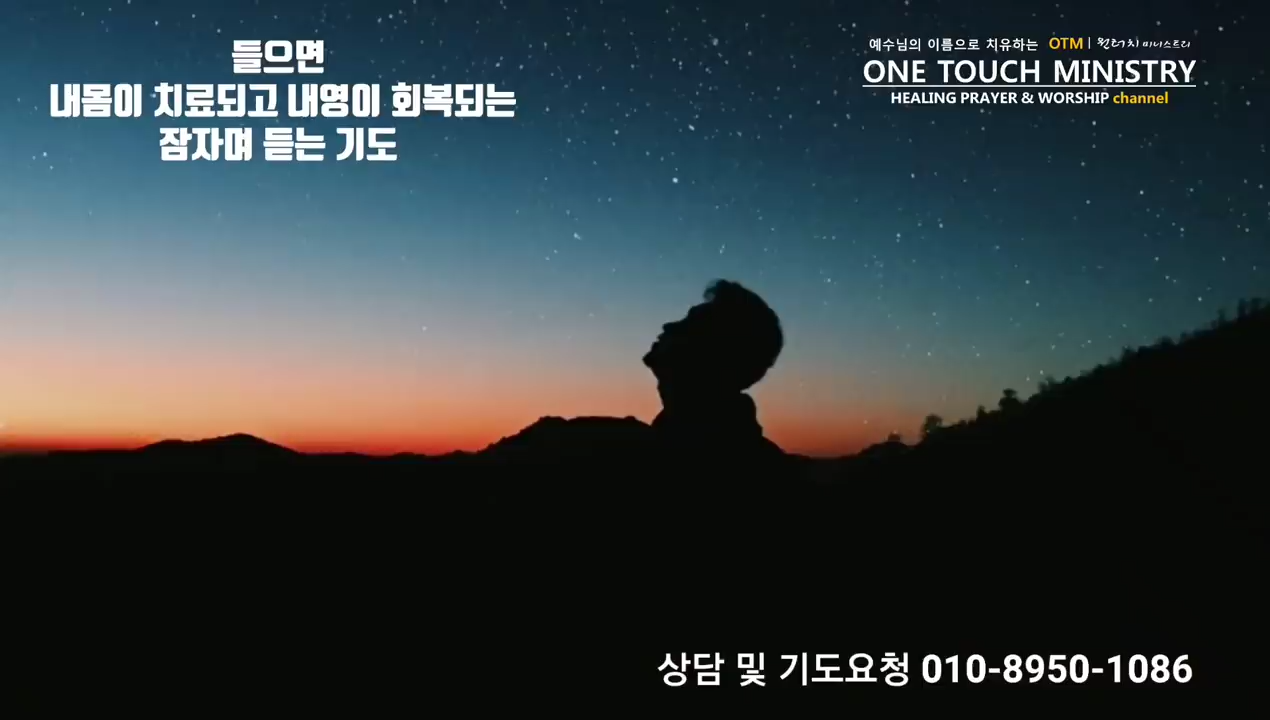 들으면
내몸이 치료되고 내영이 회복되는
잠자며 듣는 기도
예수님의 이름으로 치유하는 OTM | 원터치 미니스트리
ONE TOUCH MINISTRY
HEALING PRAYER & WORSHIP channel
상담 및 기도요청 010-8950-1086